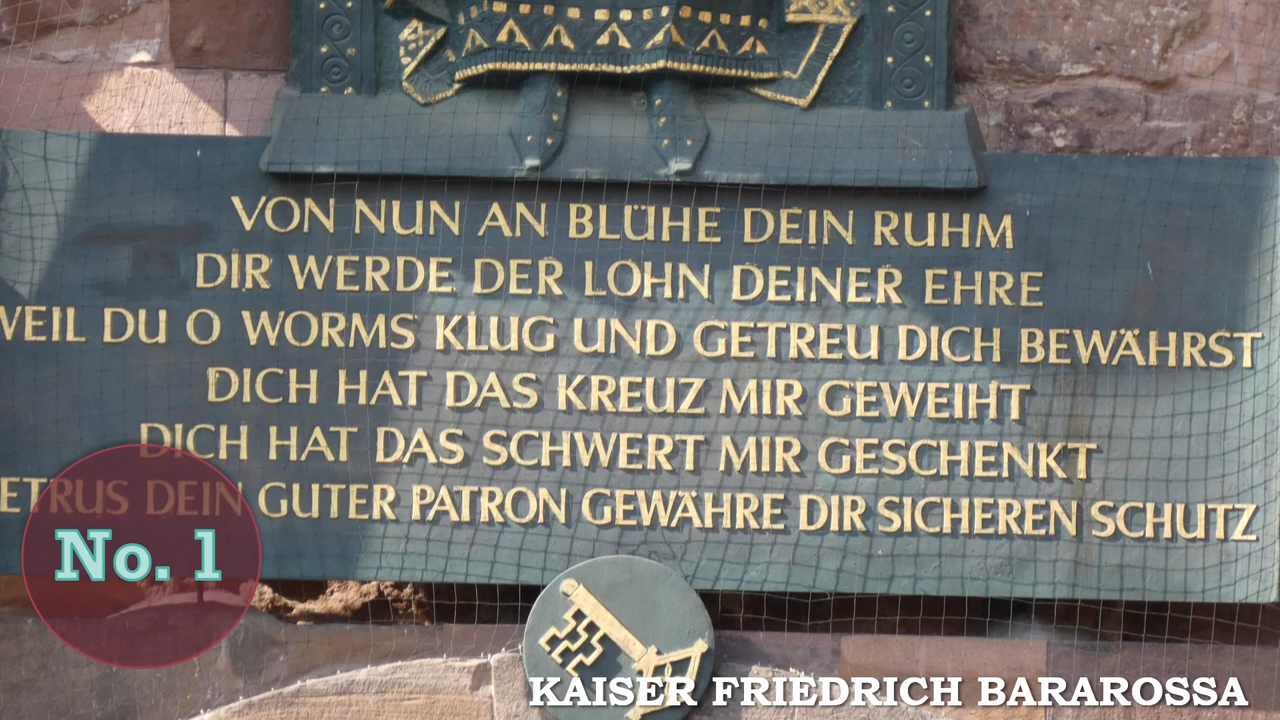 VON NUN AN BLÜHE DEIN RUHM
DIR WERDE DER LOHN DEINER EHRE
WEIL DU O WORMS KLUG UND GETREU DICH BEWÄHRST
DICH HAT DAS KREUZ MIR GEWEIHT
DICH HAT DAS SCHWERT MIR GESCHENKT
ETRUS DEIN GUTER PATRON GEWÄHRE DIR SICHEREN SCHUTZ
No. 1
KAISER FRIEDRICH BARAROSSA